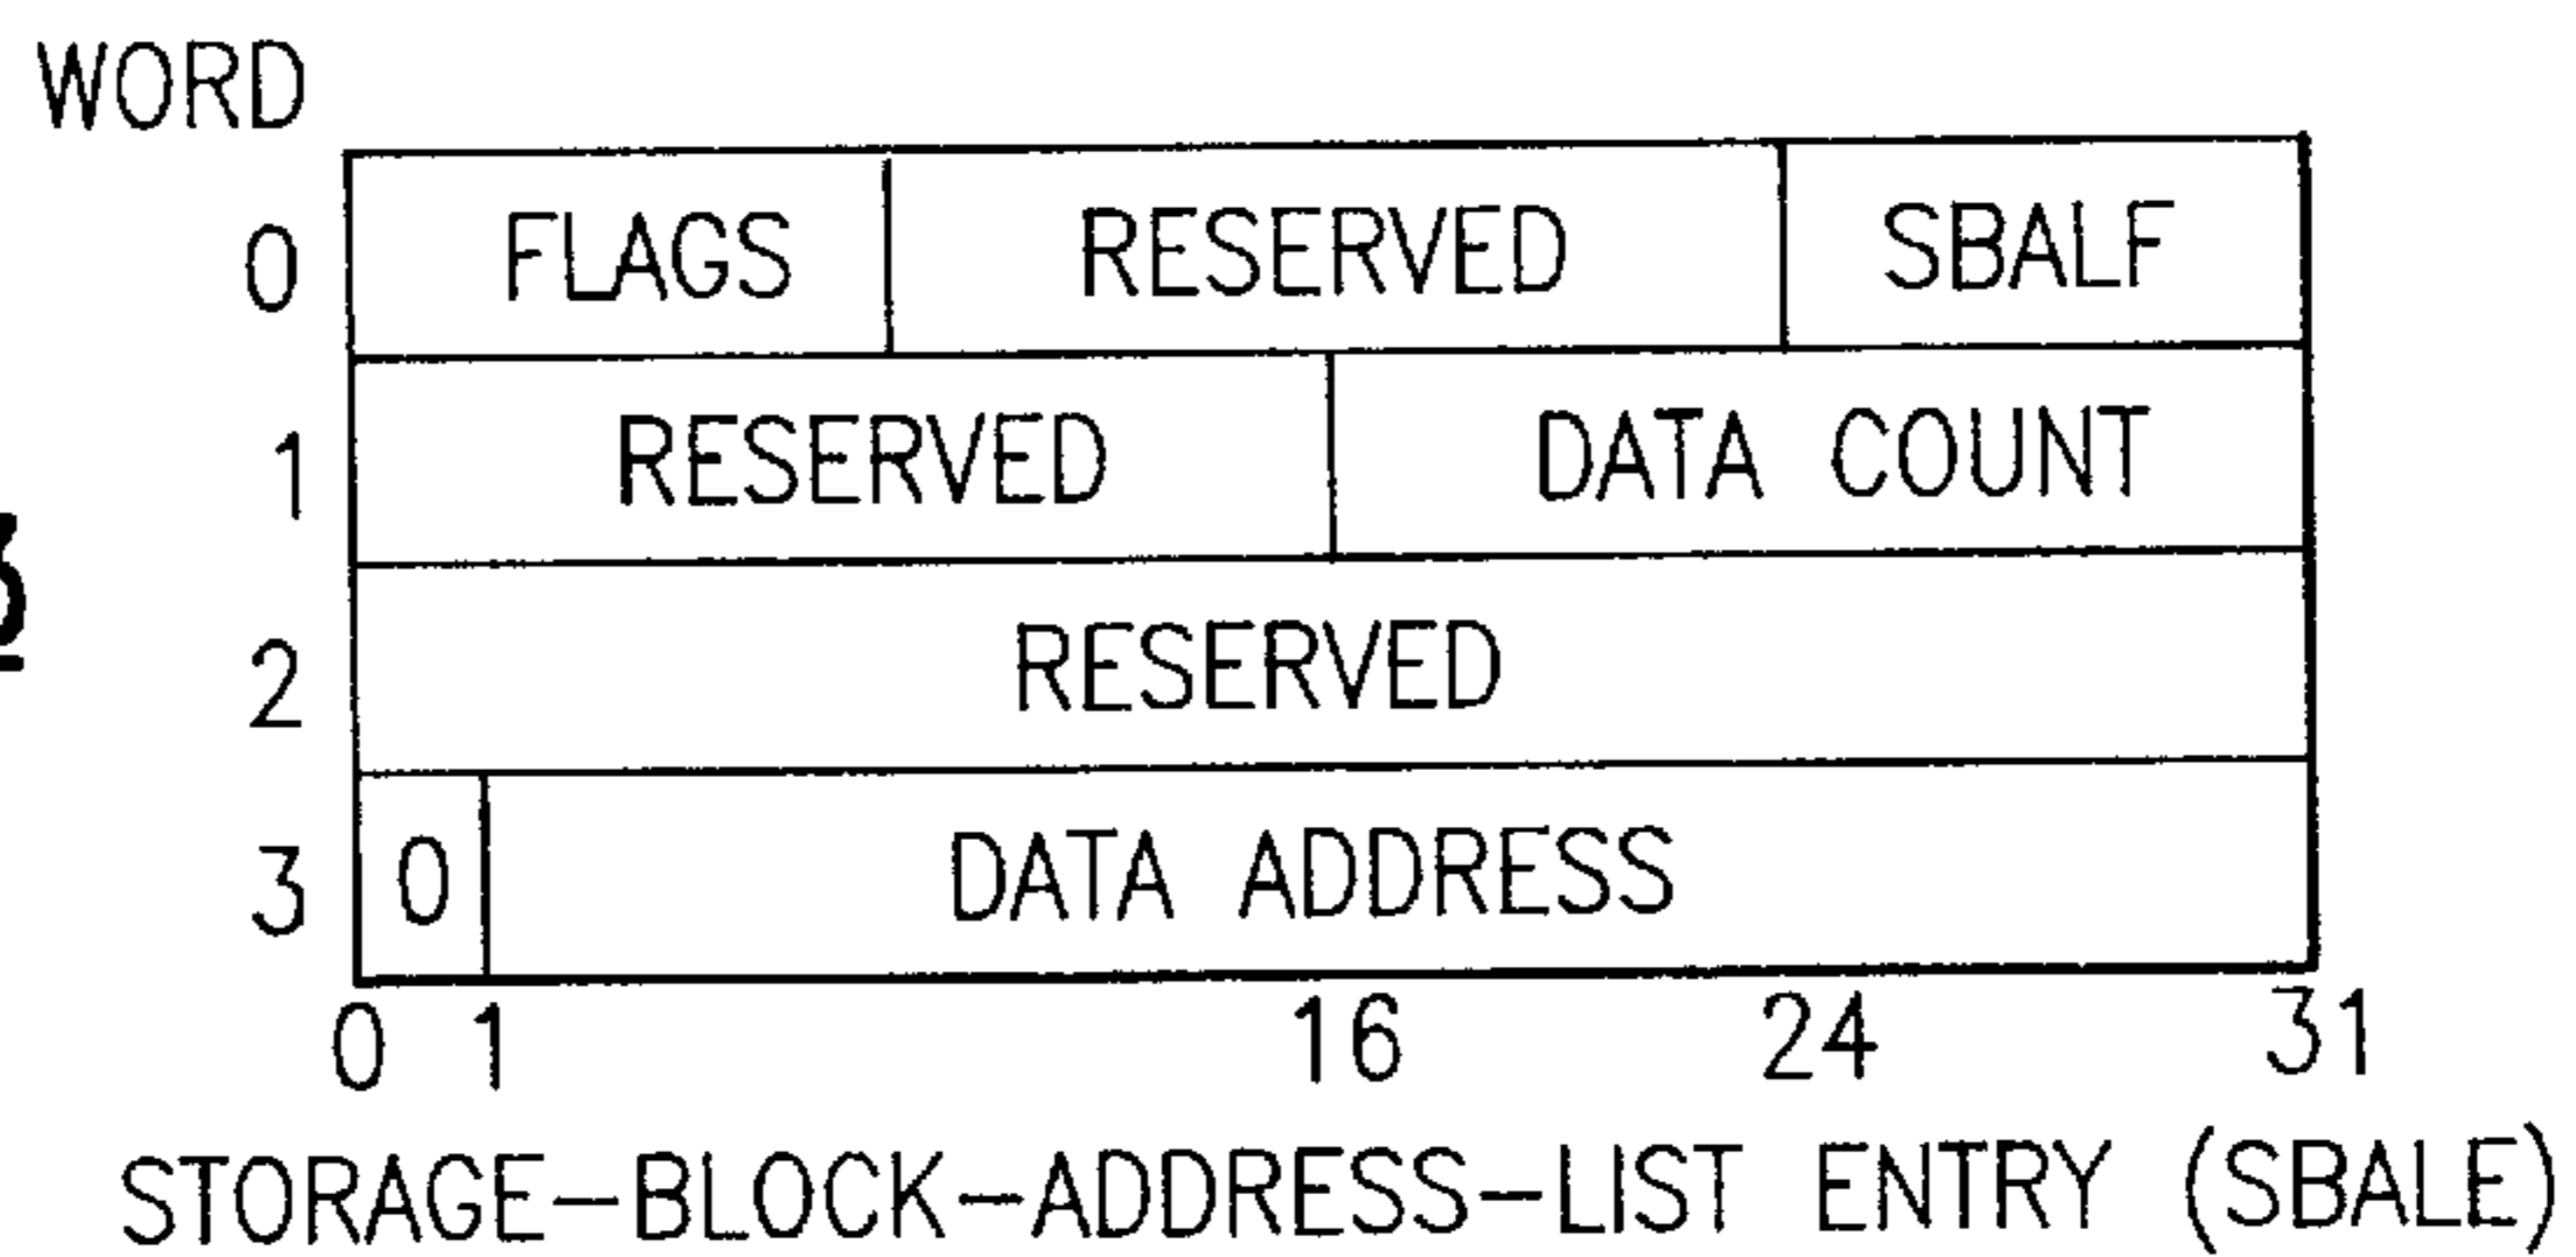 WORD
0 FLAGS RESERVED SBALF
1 RESERVED DATA COUNT
2 RESERVED
3 0 DATA ADDRESS
0 1 16 24 31
STORAGE-BLOCK-ADDRESS-LIST ENTRY (SBALE)